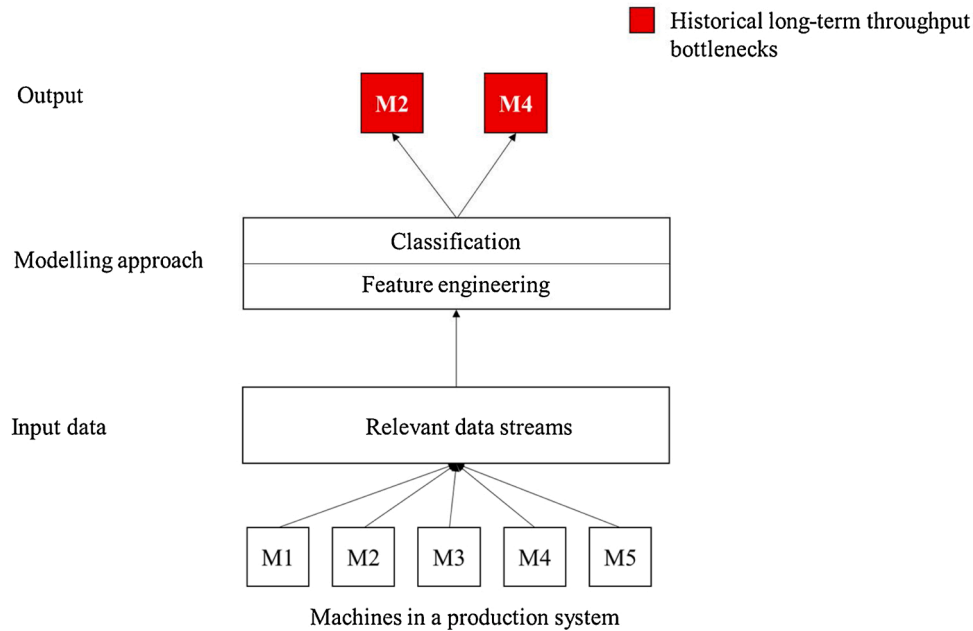 Historical long-term throughput
bottlenecks
Output
M2
M4
Classification
Modelling approach
Feature engineering
Input data
Relevant data streams
M1
M2
M3
M4
M5
Machines in a production system